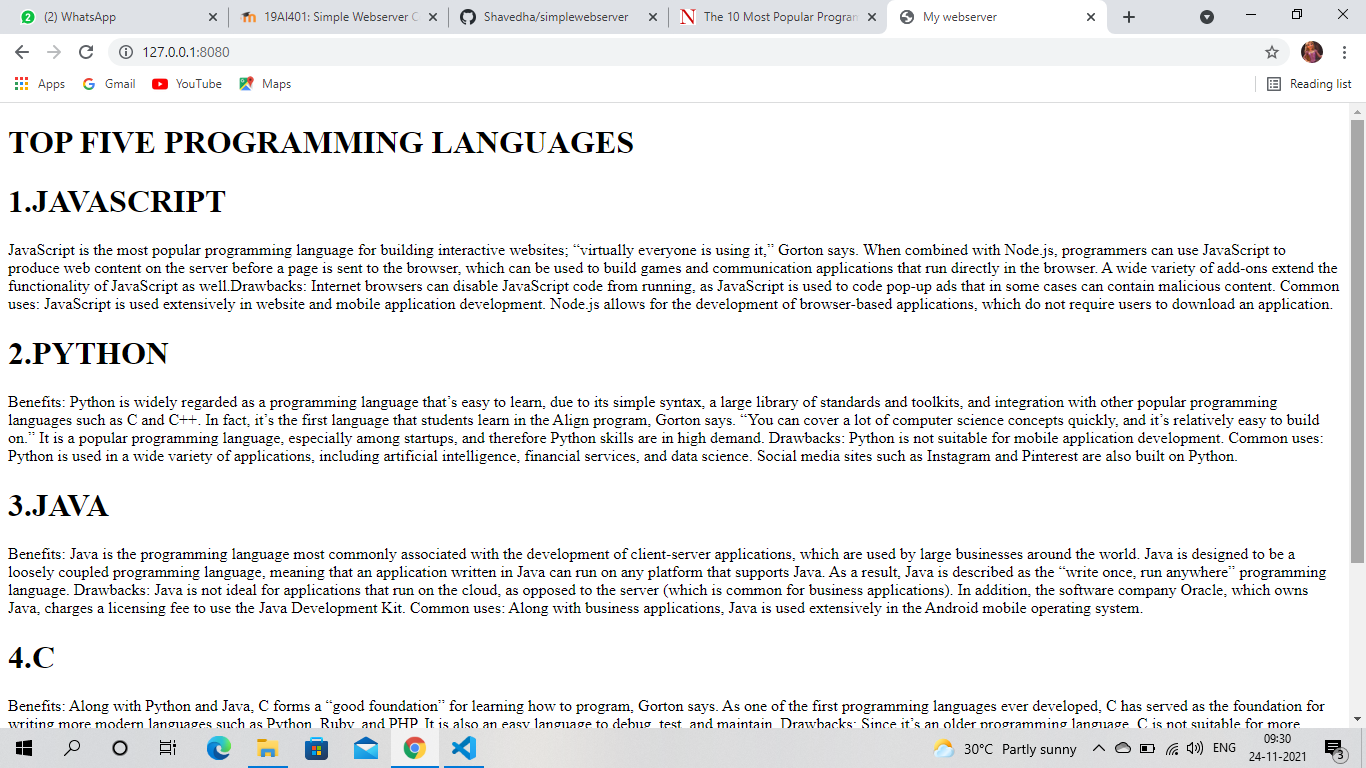 (2) WhatsApp
19AI401: Simple Webserver C
Shavedha/simplewebserver
The 10 Most Popular Program
My webserver
127.0.0.1:8080
Apps
Gmail
YouTube
Maps
Reading list
TOP FIVE PROGRAMMING LANGUAGES
1.JAVASCRIPT
JavaScript is the most popular programming language for building interactive websites; “virtually everyone is using it,” Gorton says. When combined with Node.js, programmers can use JavaScript to
produce web content on the server before a page is sent to the browser, which can be used to build games and communication applications that run directly in the browser. A wide variety of add-ons extend the
functionality of JavaScript as well.Drawbacks: Internet browsers can disable JavaScript code from running, as JavaScript is used to code pop-up ads that in some cases can contain malicious content. Common
uses: JavaScript is used extensively in website and mobile application development. Node.js allows for the development of browser-based applications, which do not require users to download an application.
2.PYTHON
Benefits: Python is widely regarded as a programming language that’s easy to learn, due to its simple syntax, a large library of standards and toolkits, and integration with other popular programming
languages such as C and C++. In fact, it’s the first language that students learn in the Align program, Gorton says. “You can cover a lot of computer science concepts quickly, and it’s relatively easy to build
on.” It is a popular programming language, especially among startups, and therefore Python skills are in high demand. Drawbacks: Python is not suitable for mobile application development. Common uses:
Python is used in a wide variety of applications, including artificial intelligence, financial services, and data science. Social media sites such as Instagram and Pinterest are also built on Python.
3.JAVA
Benefits: Java is the programming language most commonly associated with the development of client-server applications, which are used by large businesses around the world. Java is designed to be a
loosely coupled programming language, meaning that an application written in Java can run on any platform that supports Java. As a result, Java is described as the “write once, run anywhere” programming
language. Drawbacks: Java is not ideal for applications that run on the cloud, as opposed to the server (which is common for business applications). In addition, the software company Oracle, which owns
Java, charges a licensing fee to use the Java Development Kit. Common uses: Along with business applications, Java is used extensively in the Android mobile operating system.
4.C
Benefits: Along with Python and Java, C forms a “good foundation” for learning how to program, Gorton says. As one of the first programming languages ever developed, C has served as the foundation for
writing more modern languages such as Python, Ruby, and PHP. It is also an easy language to debug, test, and maintain. Drawbacks: Since it’s an older programming language, C is not suitable for more
30°C Partly sunny
ENG
09:30
24-11-2021
3